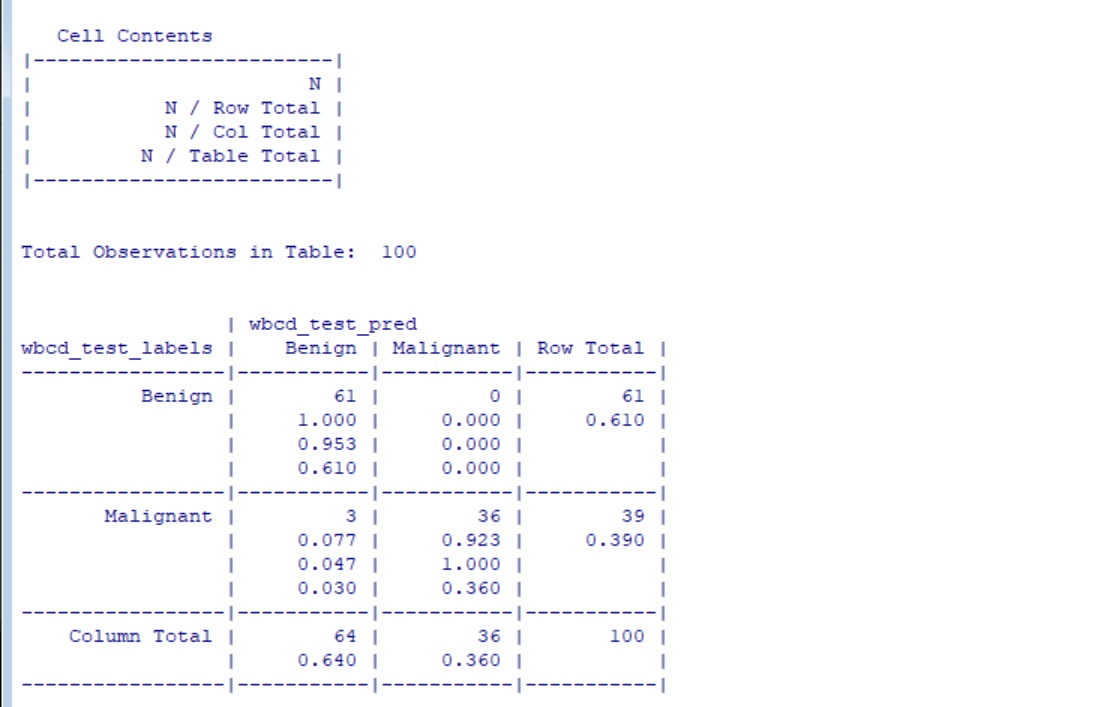 Cell Contents
|-------------------------|
|                       N |
|           N / Row Total |
|           N / Col Total |
|         N / Table Total |
|-------------------------|
Total Observations in Table:  100
                 | wbcd_test_pred
wbcd_test_labels |    Benign | Malignant | Row Total |
-----------------|-----------|-----------|-----------|
          Benign |        61 |         0 |        61 |
                 |     1.000 |     0.000 |     0.610 |
                 |     0.953 |     0.000 |           |
                 |     0.610 |     0.000 |           |
-----------------|-----------|-----------|-----------|
       Malignant |         3 |        36 |        39 |
                 |     0.077 |     0.923 |     0.390 |
                 |     0.047 |     1.000 |           |
                 |     0.030 |     0.360 |           |
-----------------|-----------|-----------|-----------|
    Column Total |        64 |        36 |       100 |
                 |     0.640 |     0.360 |           |
-----------------|-----------|-----------|-----------|